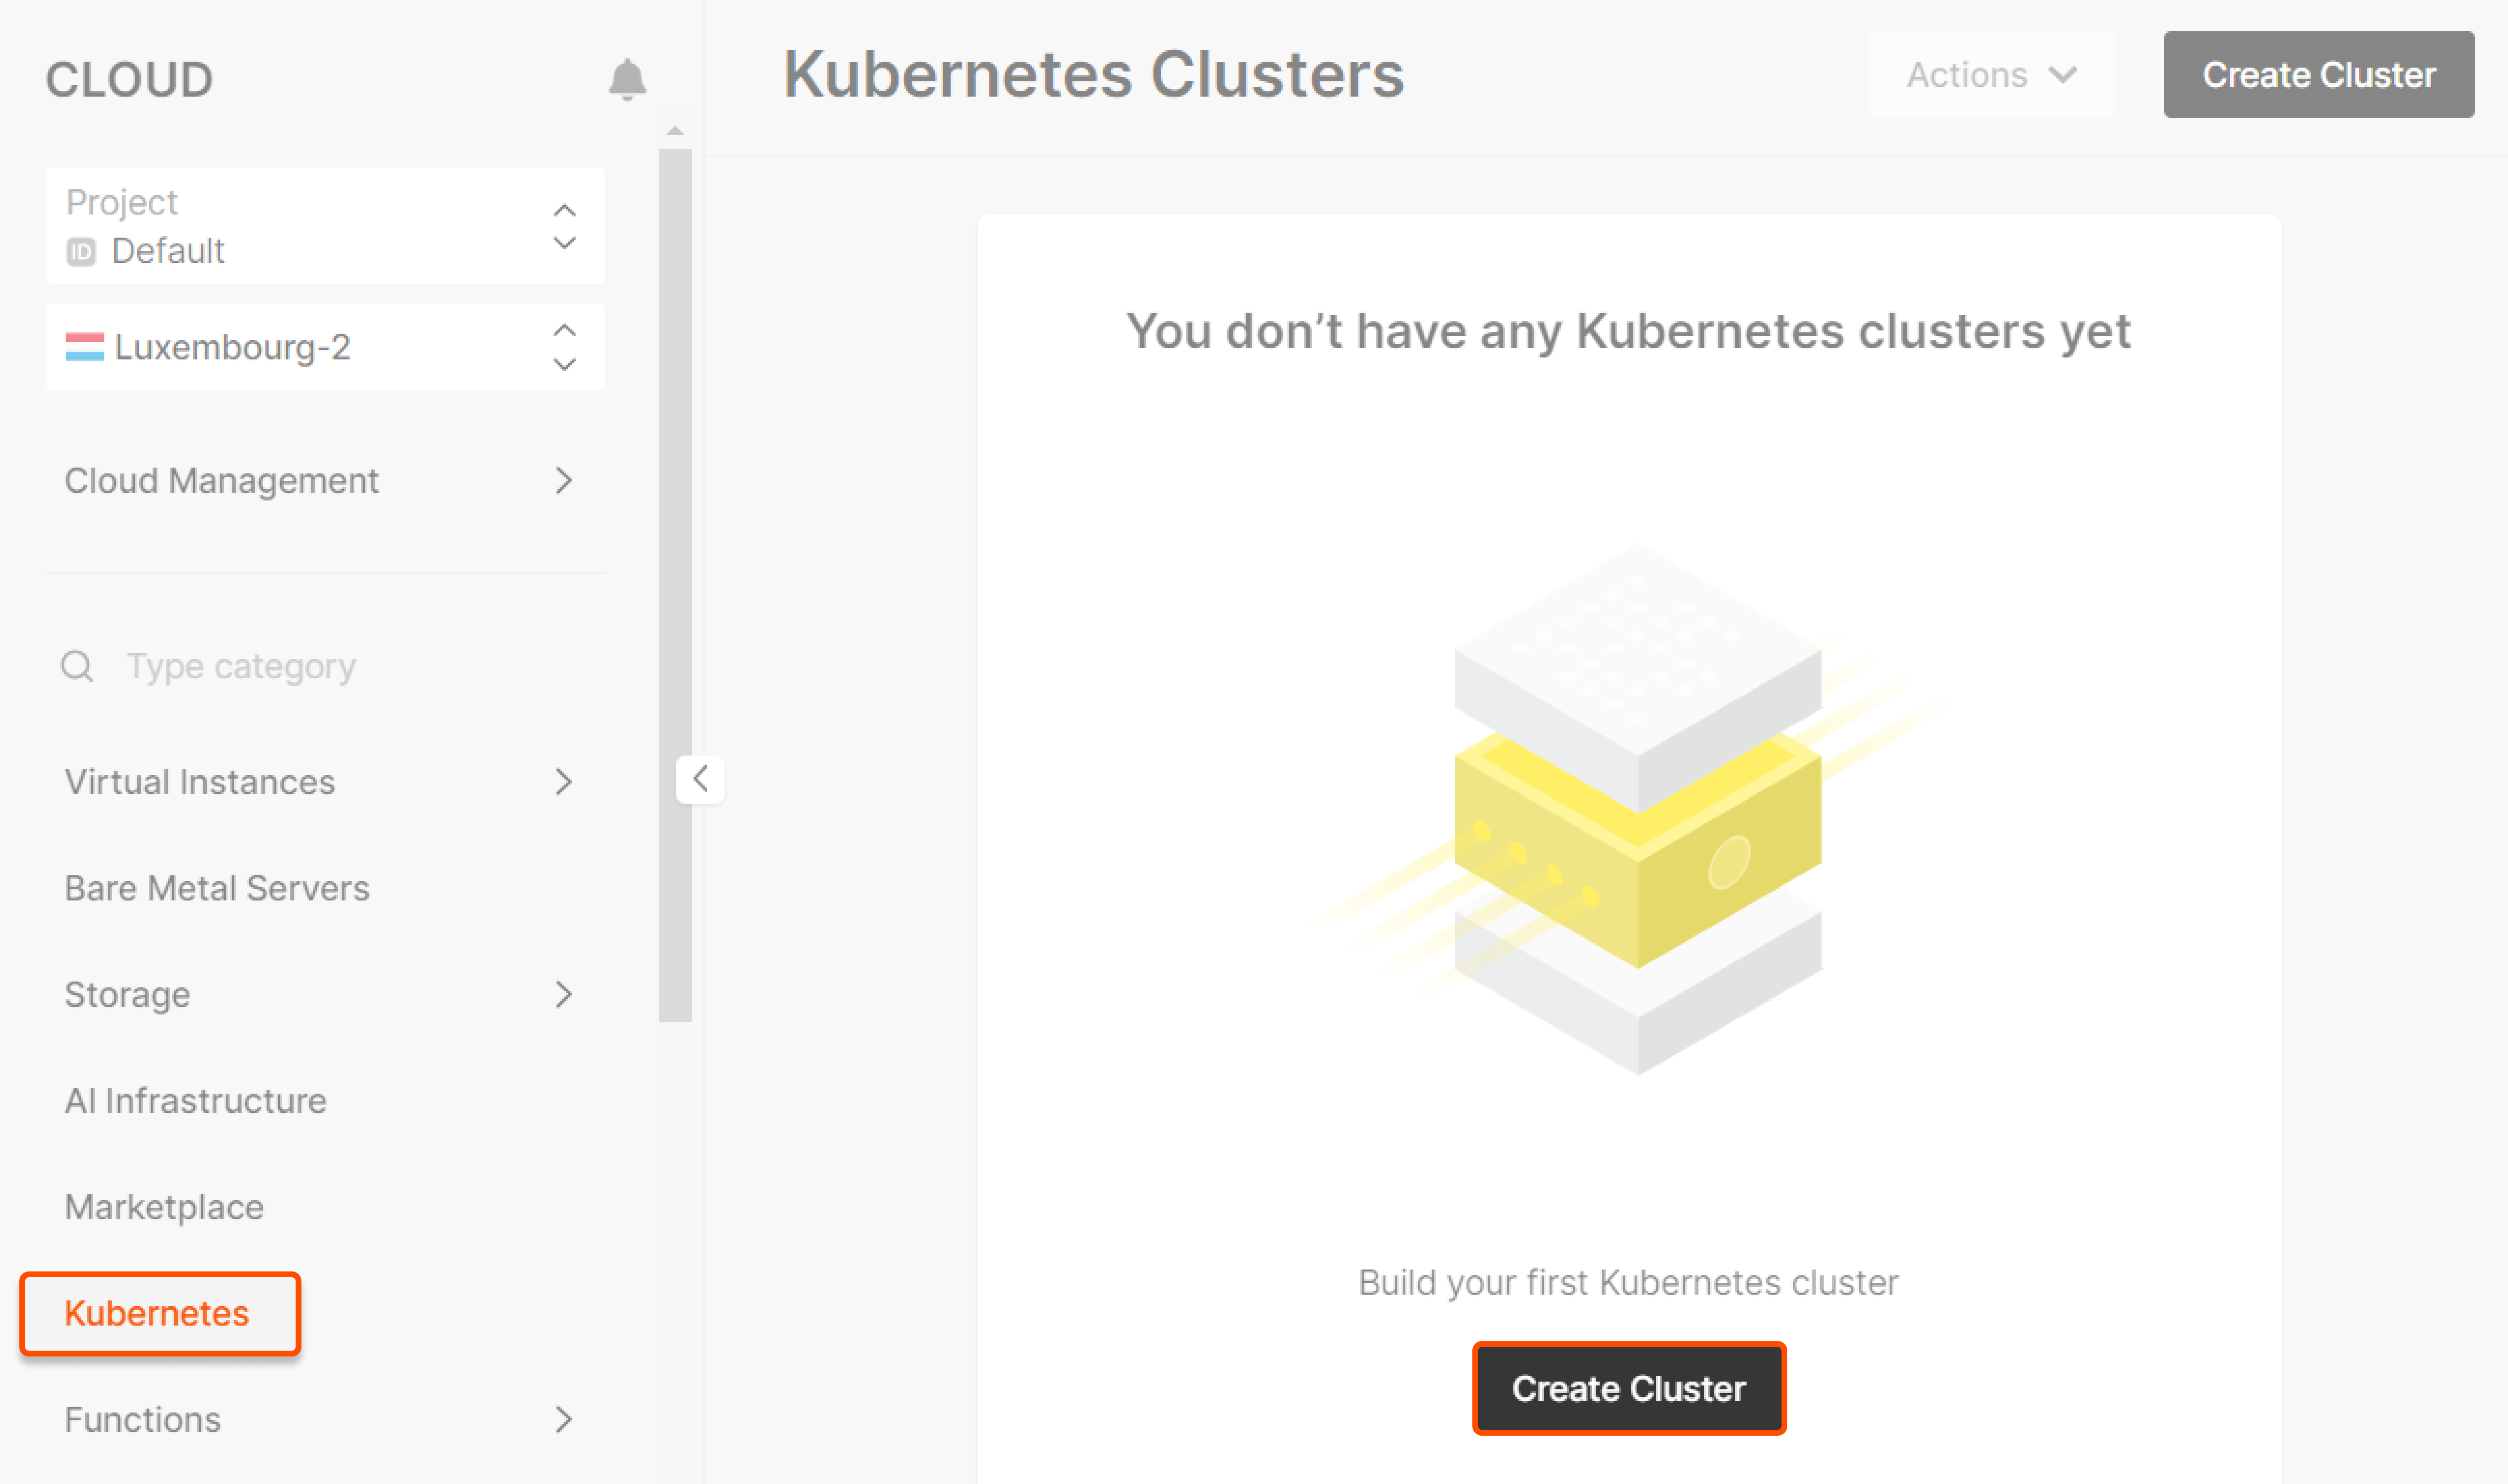 CLOUD
Project
ID Default
Luxembourg-2
Cloud Management
Type category
Virtual Instances
Bare Metal Servers
Storage
AI Infrastructure
Marketplace
Kubernetes
Functions
Kubernetes Clusters
Actions
Create Cluster
You don’t have any Kubernetes clusters yet
Build your first Kubernetes cluster
Create Cluster